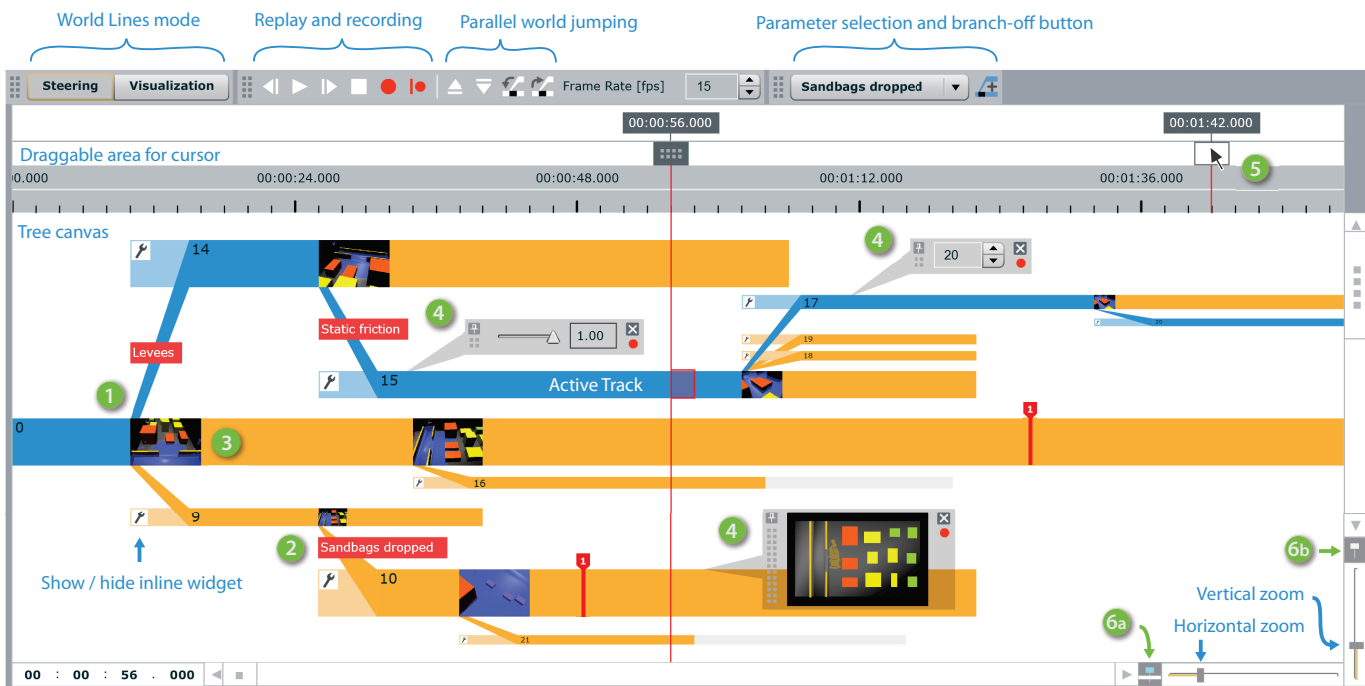 World Lines mode
Replay and recording
Parallel world jumping
Parameter selection and branch-off button
Steering
Visualization
Frame Rate [fps]
15
Sandbags dropped
00:00:56.000
00:01:42.000
Draggable area for cursor
5
0.000
00:00:24.000
00:00:48.000
00:01:12.000
00:01:36.000
Tree canvas
14
4
20
17
20
Static friction
4
1.00
19
18
Levees
15
Active Track
1
0
3
1
16
9
2
Sandbags dropped
4
6b
Show / hide inline widget
10
1
Vertical zoom
6a
Horizontal zoom
21
00 : 00 : 56 . 000